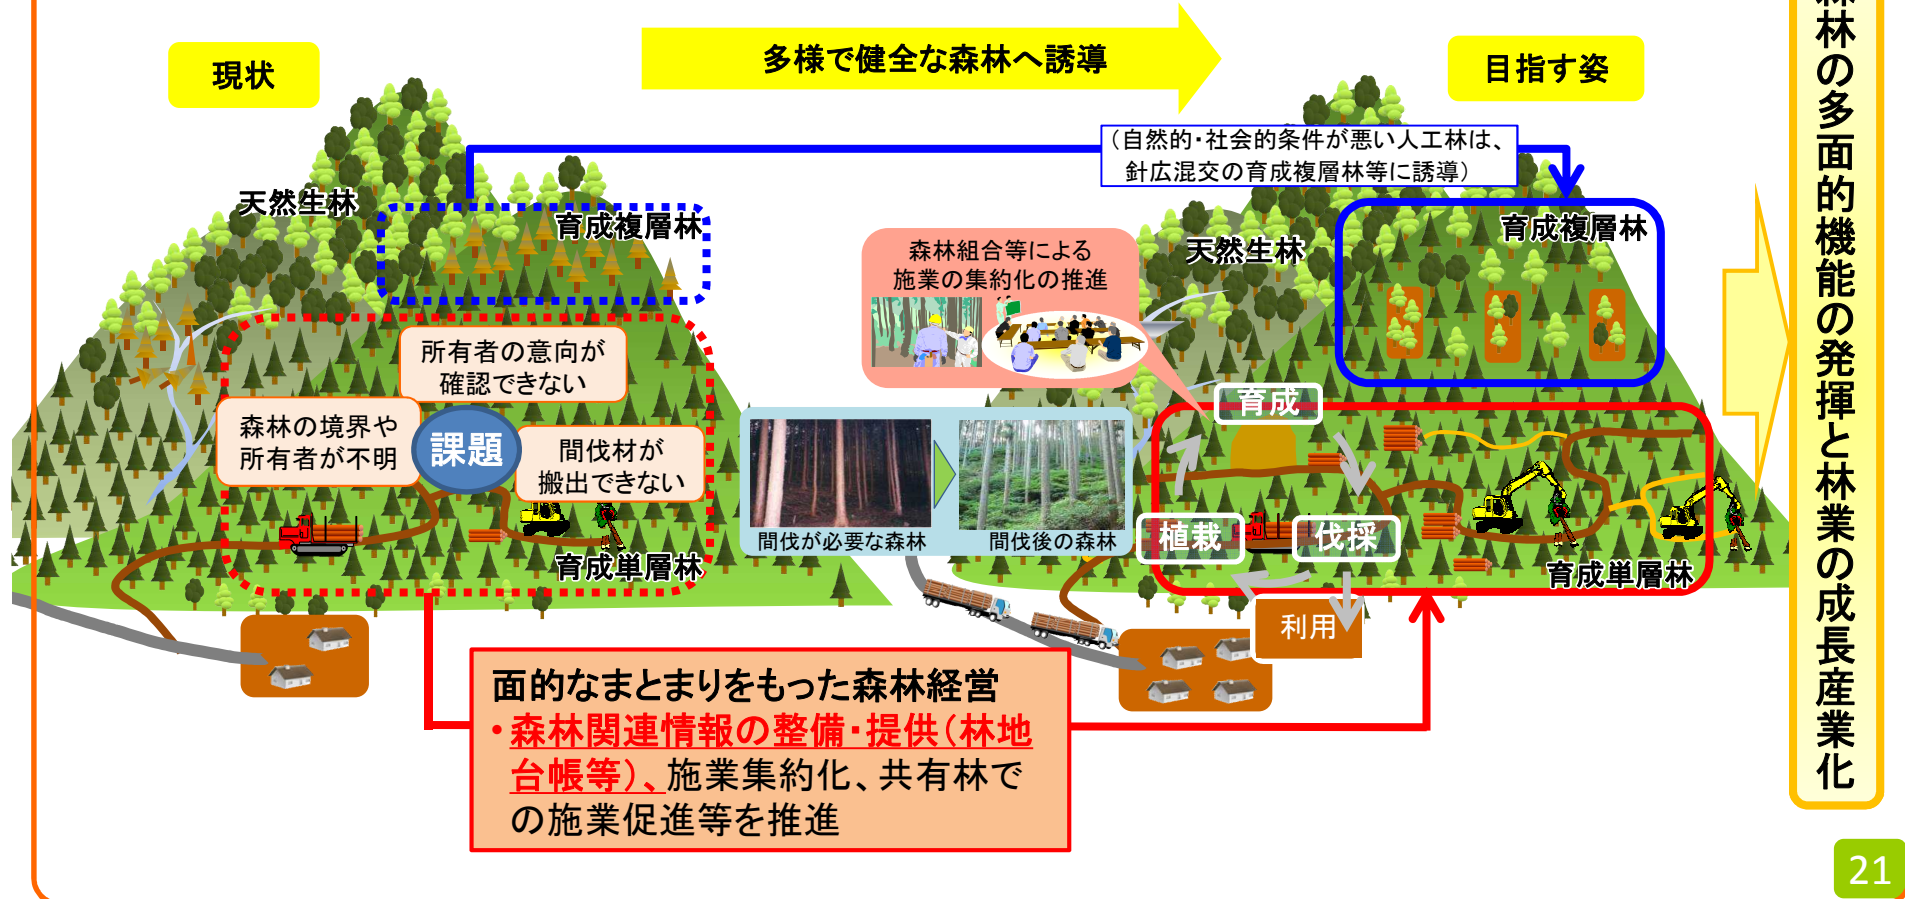 現状
多様で健全な森林へ誘導
目指す姿
（自然的・社会的条件が悪い人工林は、
針広混交の育成複層林等に誘導）
天然生林
育成複層林
所有者の意向が
確認できない
森林の境界や
所有者が不明
課題
間伐材が
搬出できない
育成単層林
森林組合等による
施業の集約化の推進
間伐が必要な森林
間伐後の森林
天然生林
育成複層林
育成
植栽
伐採
利用
育成単層林
面的なまとまりをもった森林経営
・森林関連情報の整備・提供（林地
台帳等）、施業集約化、共有林で
の施業促進等を推進
林の多面的機能の発揮と林業の成長産業化
21